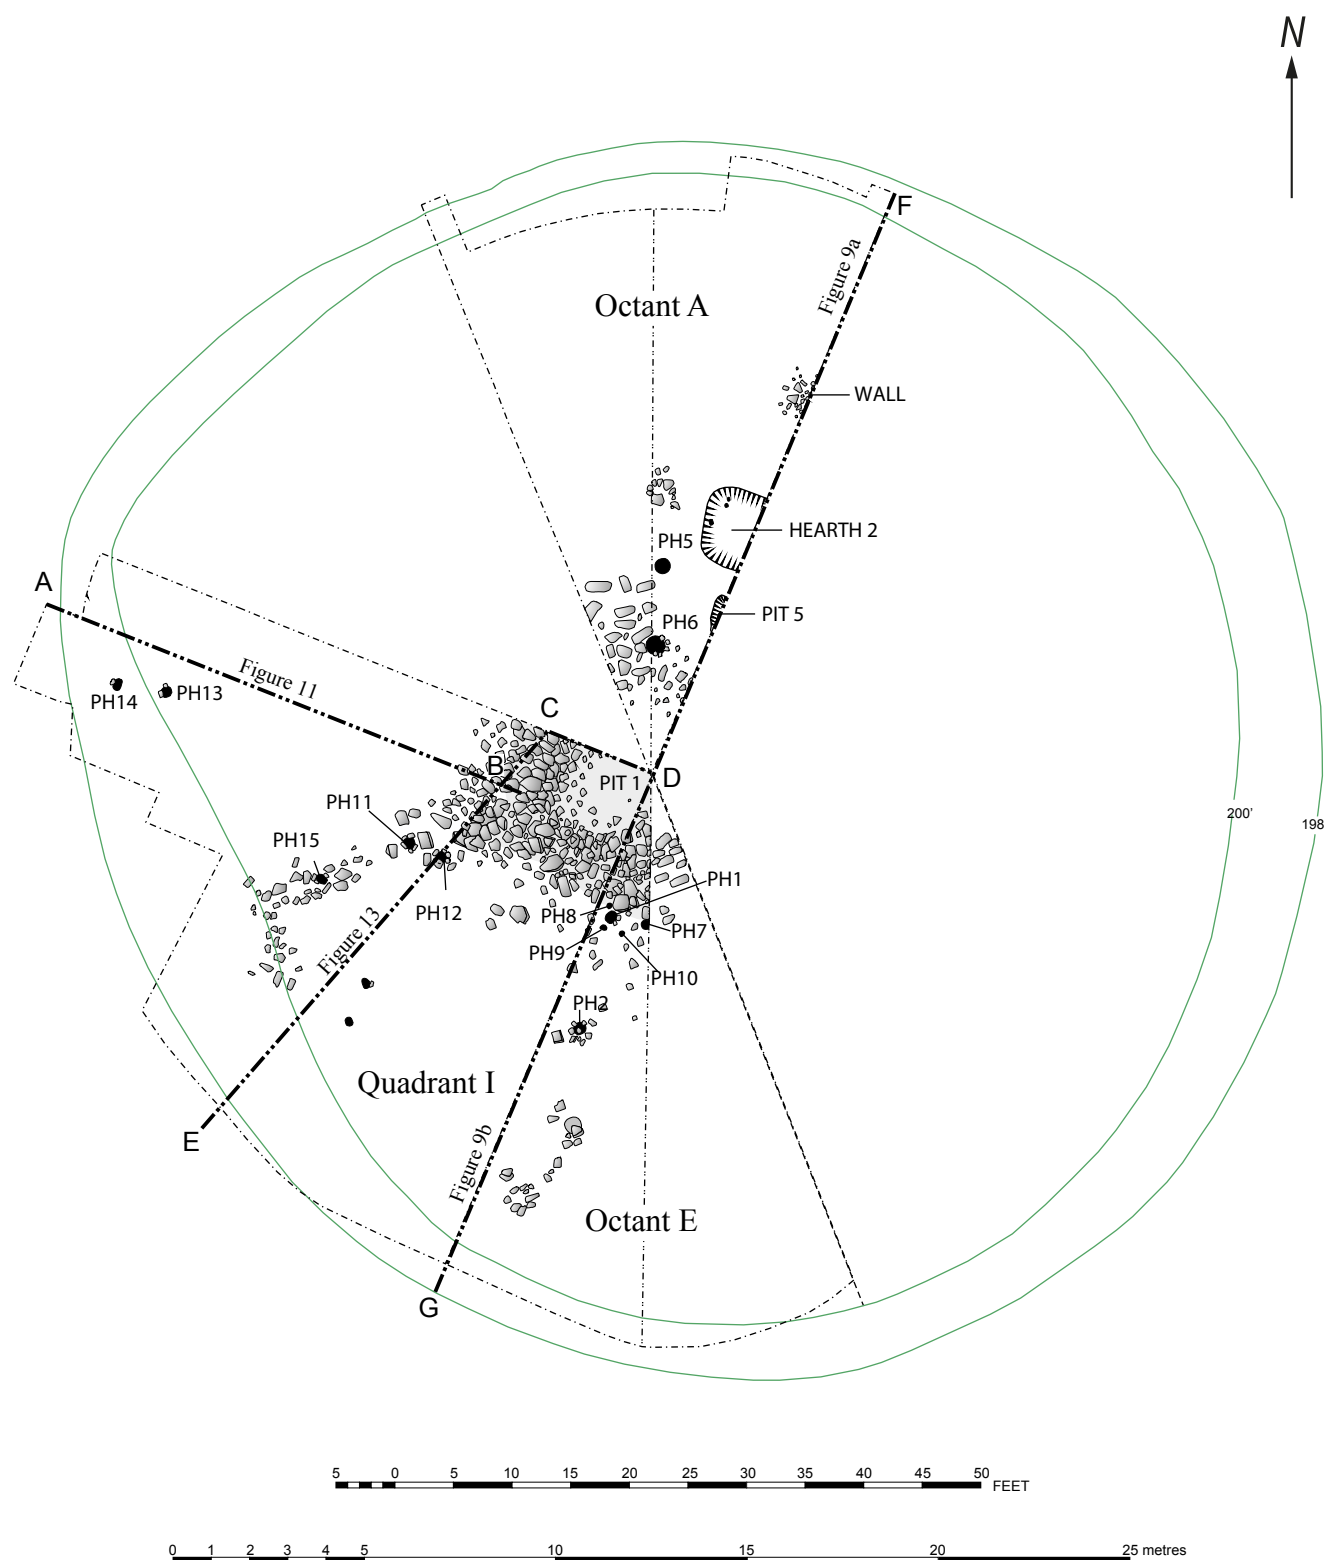 N
F
Figure 9a
Octant A
WALL
HEARTH 2
PH5
PIT 5
PH6
A
Figure 11
PH14
PH13
C
B
PIT 1
D
PH11
PH15
PH12
200'
198
PH1
PH8
PH7
PH9
PH10
Figure 13
PH2
Quadrant I
E
Figure 9b
Octant E
G
5 0 5 10 15 20 25 30 35 40 45 50
FEET
0 1 2 3 4 5 10 15 20 25 metres